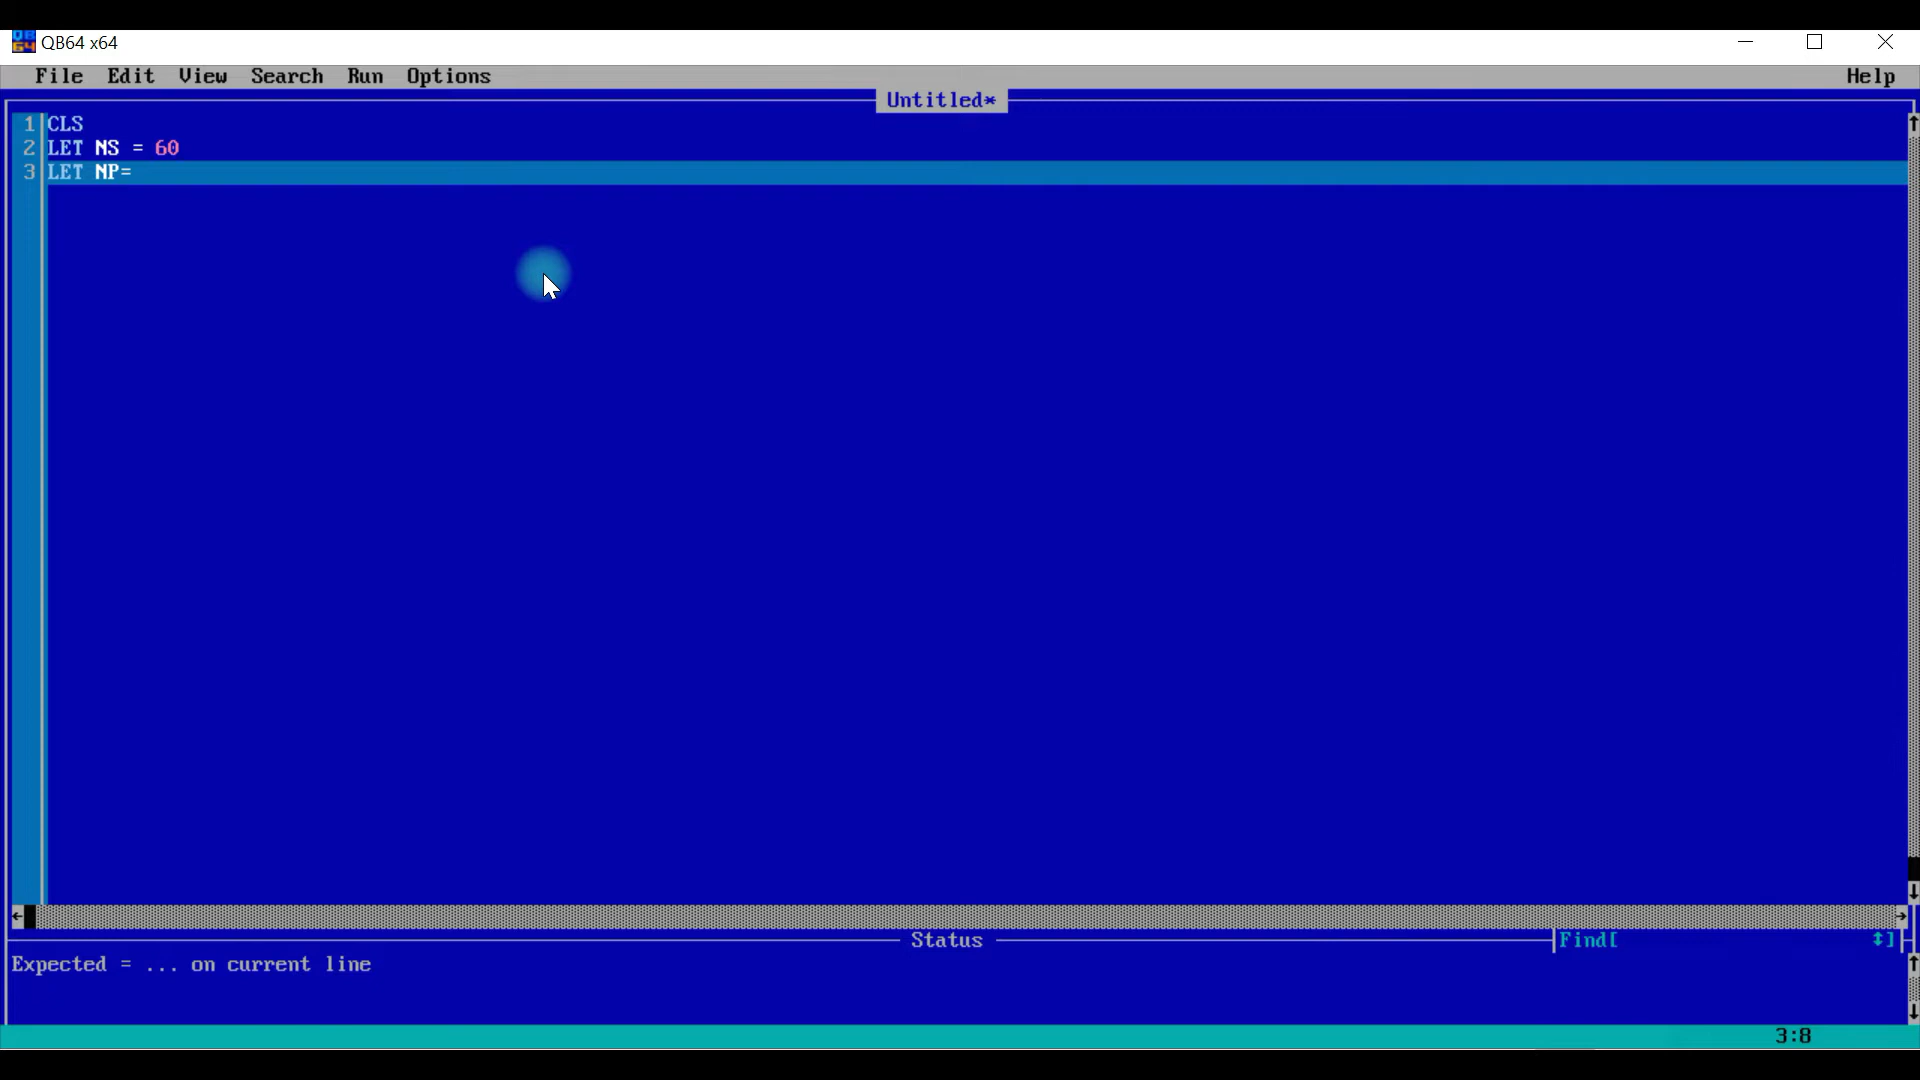 QB64 x64
File Edit View Search Run Options Help
Untitled*
1 CLS
2 LET NS = 60
3 LET NP=
Status
Find[ ↕]
Expected = ... on current line
3:8